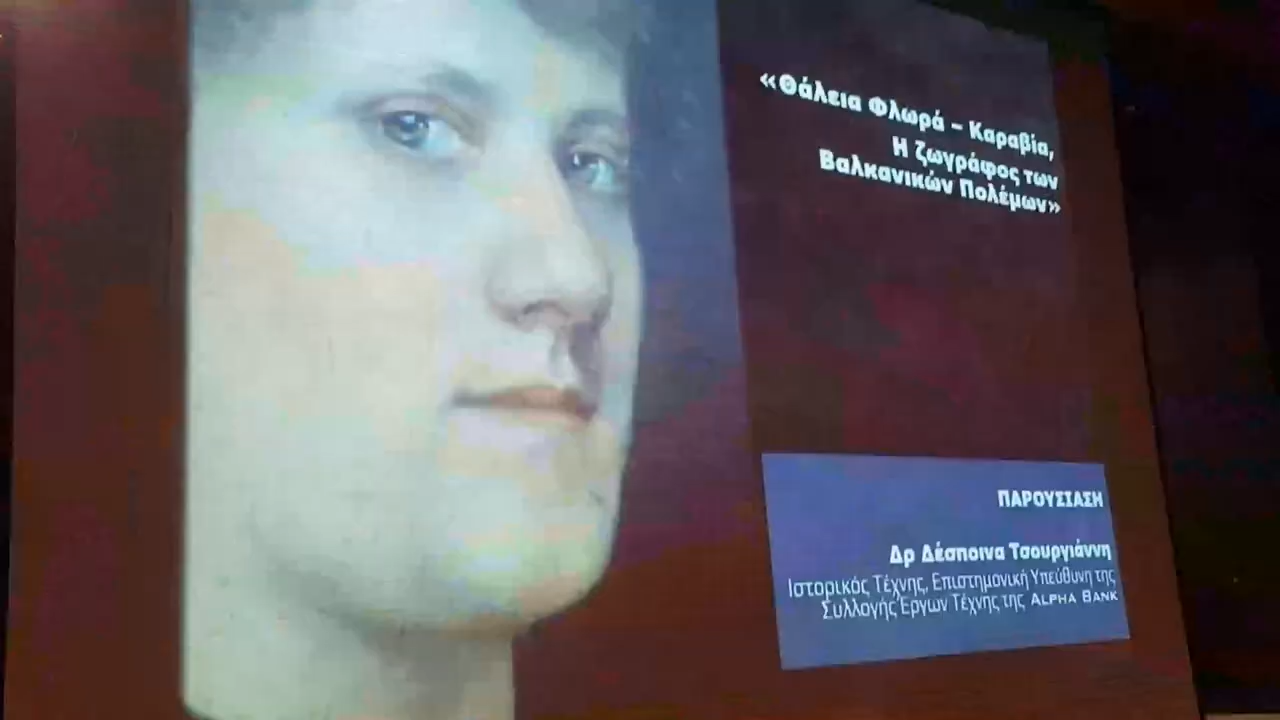 «Θάλεια Φλωρά – Καραβία,
Η ζωγράφος των
Βαλκανικών Πολέμων»
ΠΑΡΟΥΣΙΑΣΗ
Δρ Δέσποινα Τσουργιάννη
Ιστορικός Τέχνης, Επιστημονική Υπεύθυνη της
Συλλογής Έργων Τέχνης της ALPHA BANK